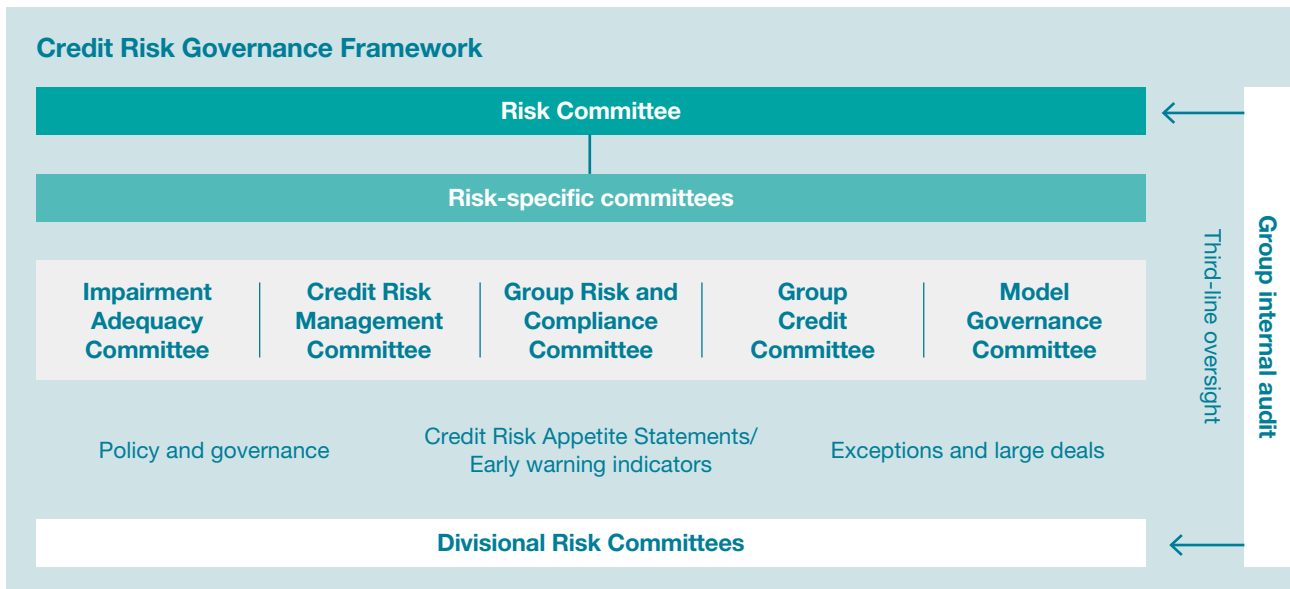 Credit Risk Governance Framework
Risk Committee
Risk-specific committees
Impairment
Adequacy
Committee
Credit Risk
Management
Committee
Group Risk and
Compliance
Committee
Group
Credit
Committee
Model
Governance
Committee
Policy and governance
Credit Risk Appetite Statements/
Early warning indicators
Exceptions and large deals
Divisional Risk Committees
Third-line oversight
Group internal audit